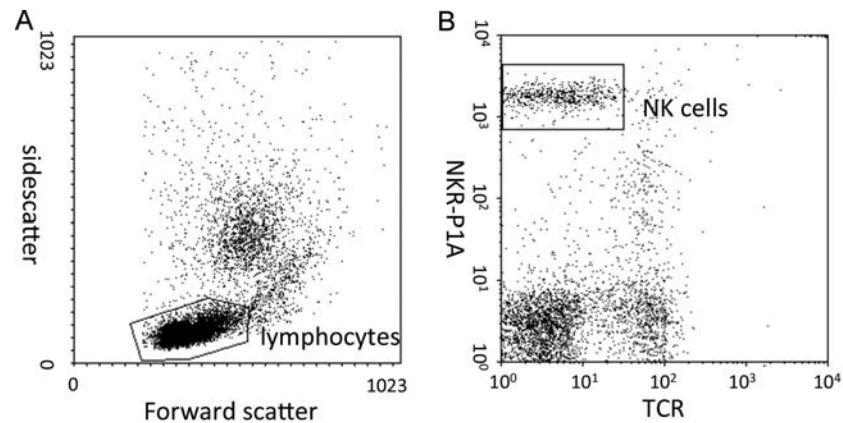 A
1023
sidescatter
0
lymphocytes
0
1023
Forward scatter
B
10⁴
10³
10²
10¹
10⁰
NKR-P1A
NK cells
10⁰
10¹
10²
10³
10⁴
TCR